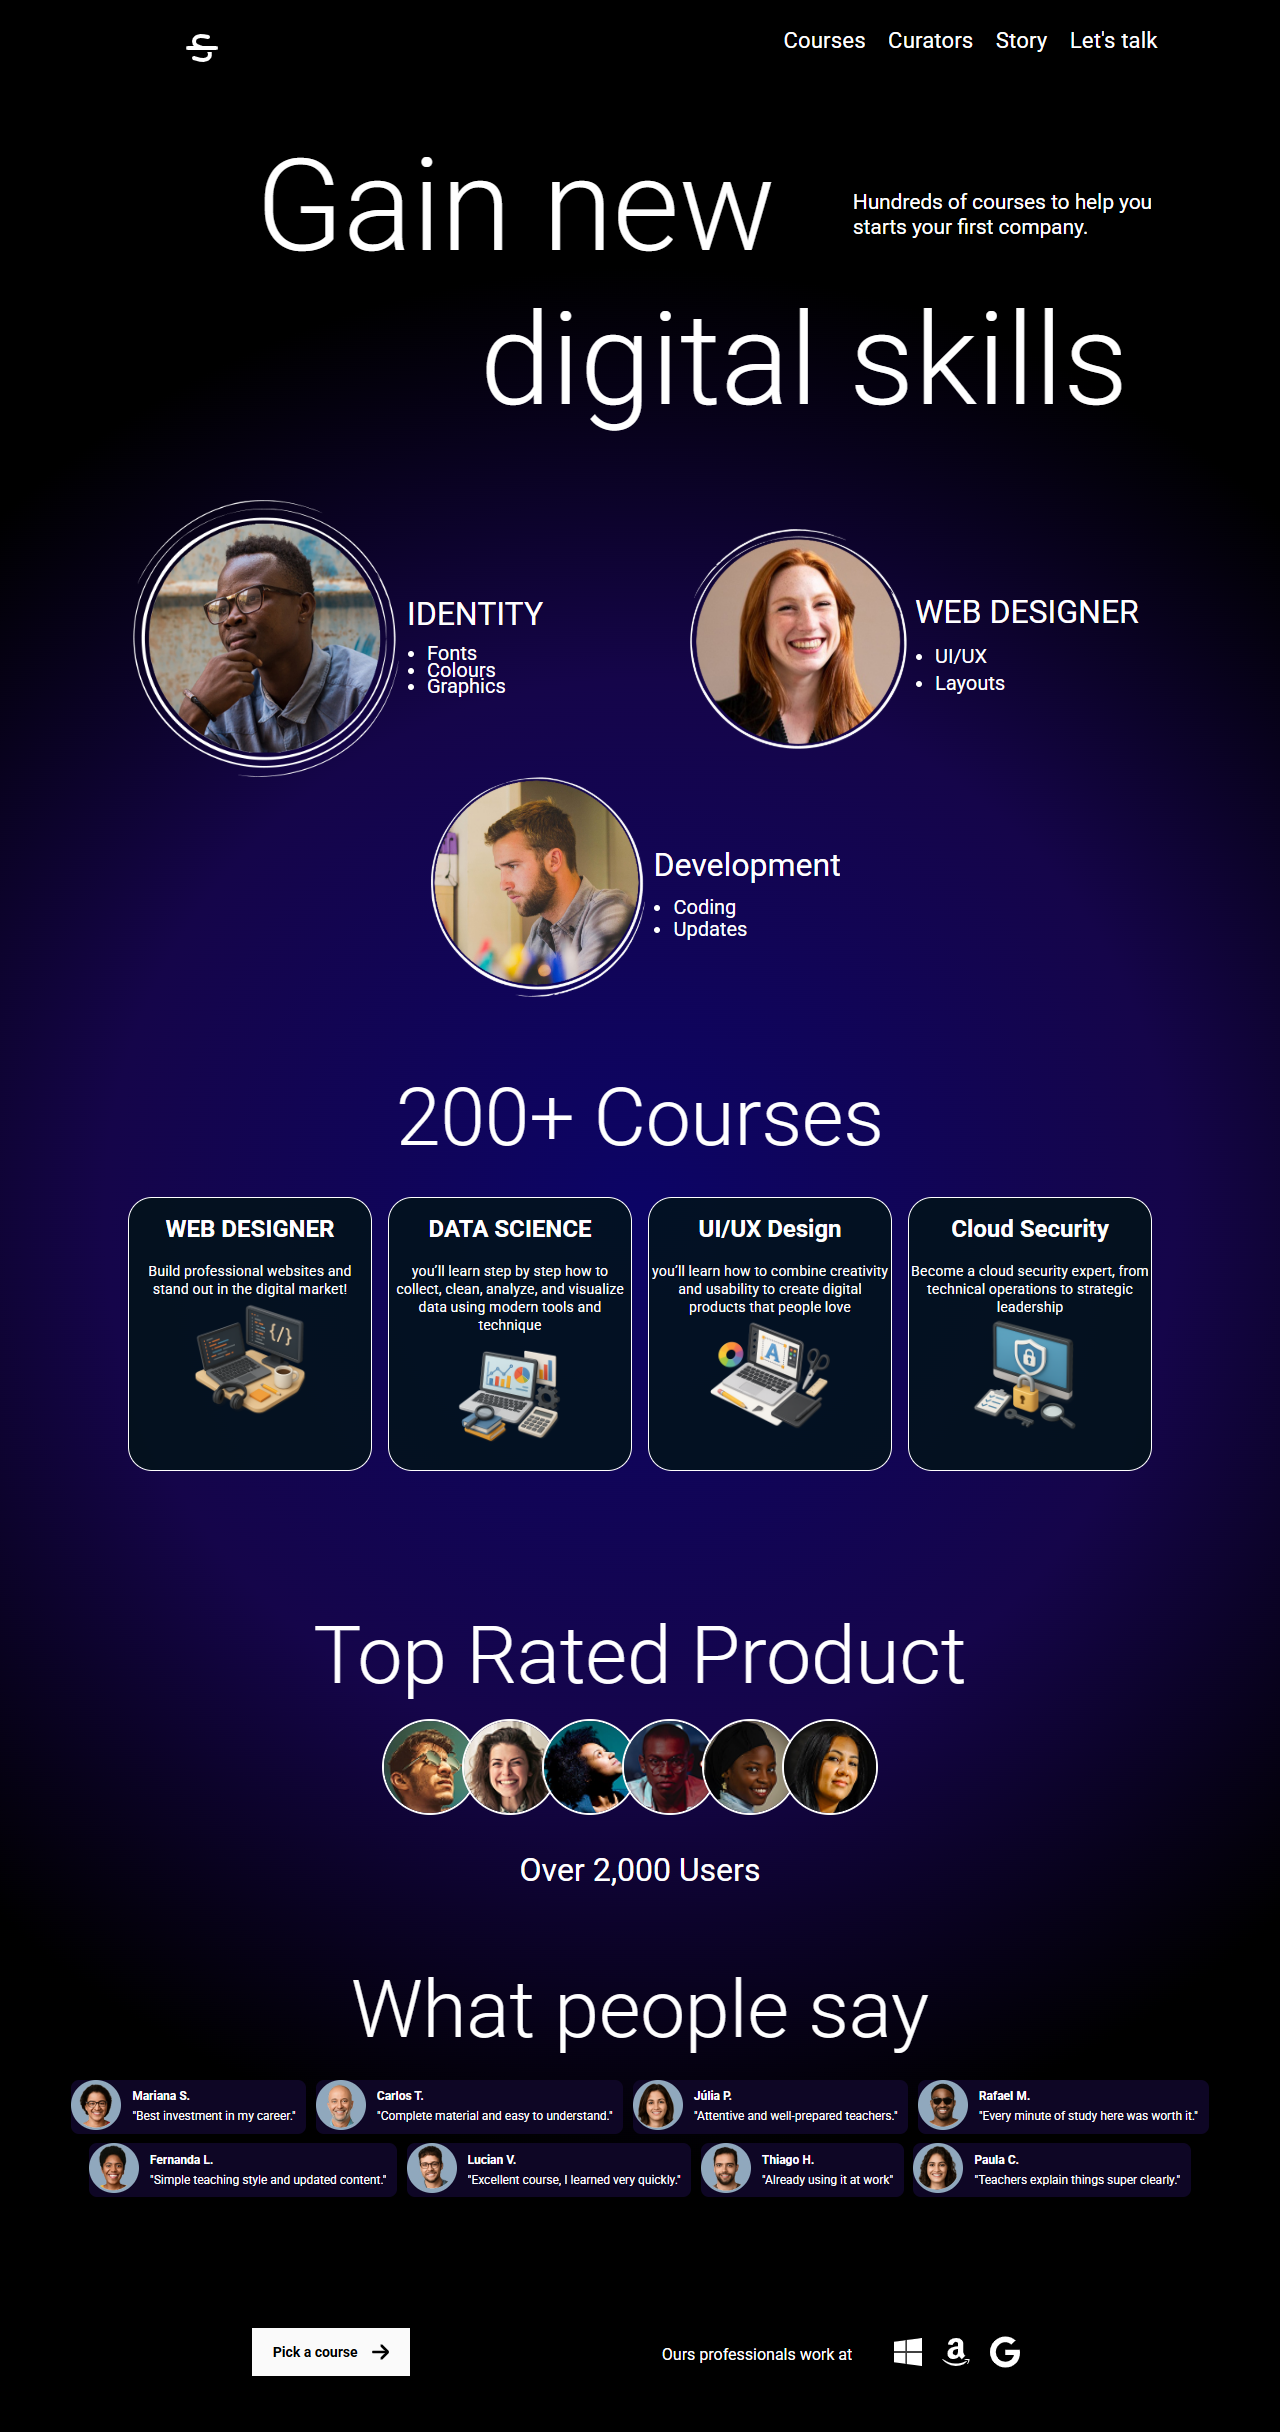 Courses Curators Story Let's talk
Gain new
Hundreds of courses to help you
starts your first company.
digital skills
IDENTITY
• Fonts
• Colours
• Graphics
WEB DESIGNER
• UI/UX
• Layouts
Development
• Coding
• Updates
200+ Courses
WEB DESIGNER
Build professional websites and
stand out in the digital market!
DATA SCIENCE
you’ll learn step by step how to
collect, clean, analyze, and visualize
data using modern tools and
technique
UI/UX Design
you’ll learn how to combine creativity
and usability to create digital
products that people love
Cloud Security
Become a cloud security expert, from
technical operations to strategic
leadership
Top Rated Product
Over 2,000 Users
What people say
Mariana S.
"Best investment in my career."
Carlos T.
"Complete material and easy to understand."
Júlia P.
"Attentive and well-prepared teachers."
Rafael M.
"Every minute of study here was worth it."
Fernanda L.
"Simple teaching style and updated content."
Lucian V.
"Excellent course, I learned very quickly."
Thiago H.
"Already using it at work"
Paula C.
"Teachers explain things super clearly."
Pick a course
Ours professionals work at